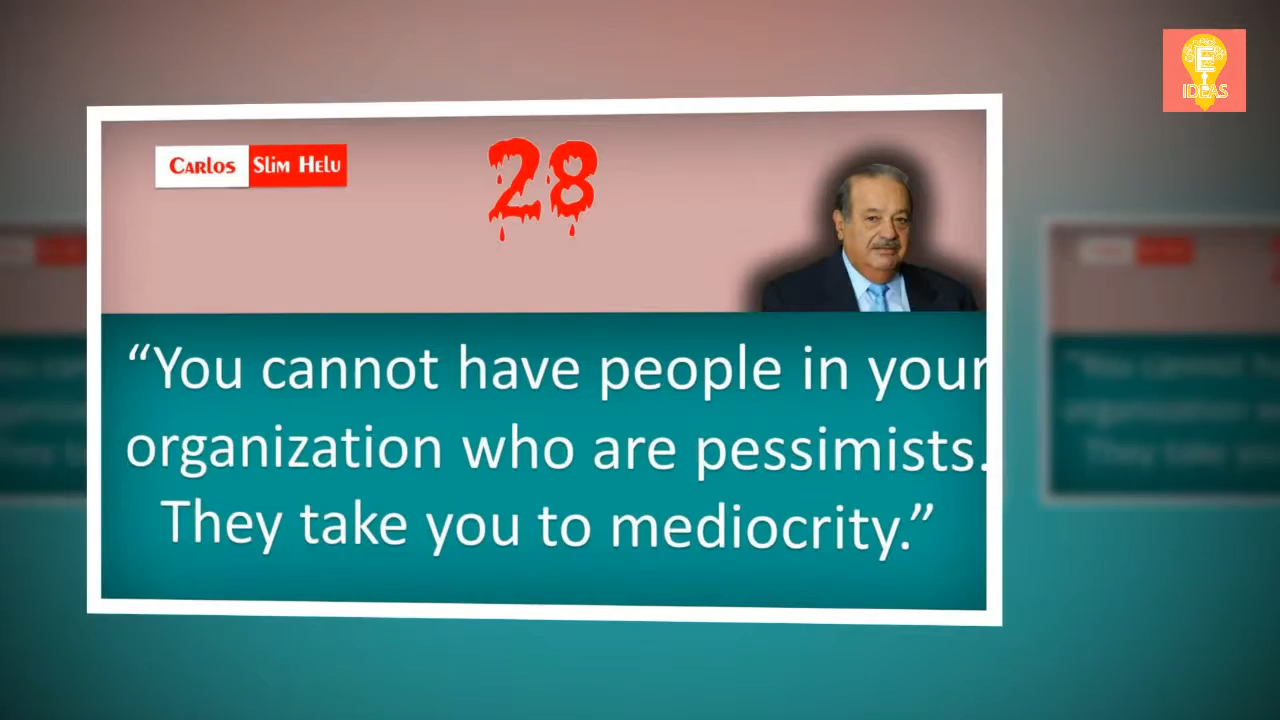 E
IDEAS
Carlos Slim Helu
28
“You cannot have people in your
organization who are pessimists.
They take you to mediocrity.”